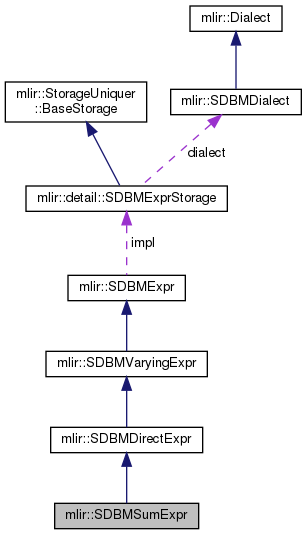 mlir::Dialect
mlir::StorageUniquer
::BaseStorage
mlir::SDBMDialect
dialect
mlir::detail::SDBMExprStorage
impl
mlir::SDBMExpr
mlir::SDBMVaryingExpr
mlir::SDBMDirectExpr
mlir::SDBMSumExpr